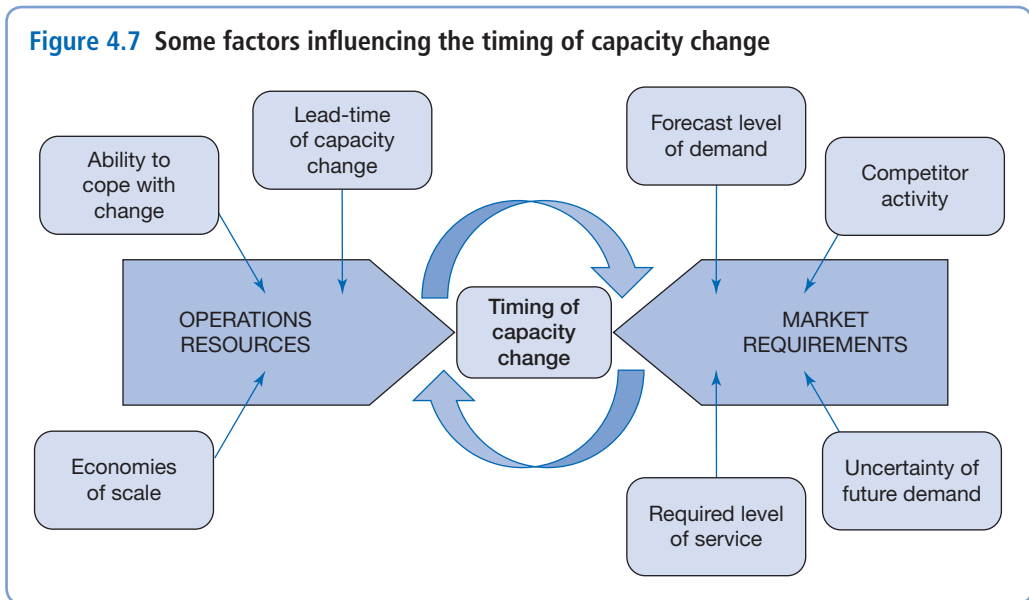 Figure 4.7 Some factors influencing the timing of capacity change
Lead-time
of capacity
change
Ability to
cope with
change
Forecast level
of demand
Competitor
activity
OPERATIONS
RESOURCES
Timing of
capacity
change
MARKET
REQUIREMENTS
Economies
of scale
Required level
of service
Uncertainty of
future demand